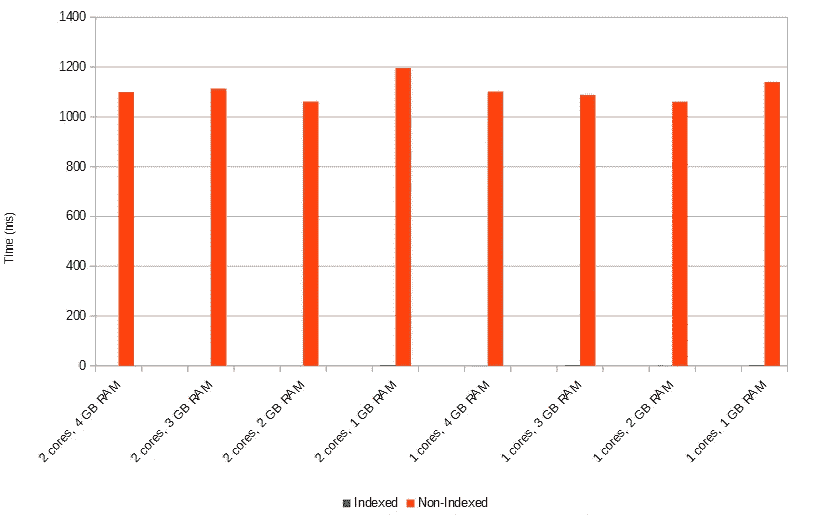 1400
1200
1000
800
600
400
200
0
Time (ms)
2 cores, 4 GB RAM
2 cores, 3 GB RAM
2 cores, 2 GB RAM
2 cores, 1 GB RAM
1 cores, 4 GB RAM
1 cores, 3 GB RAM
1 cores, 2 GB RAM
1 cores, 1 GB RAM
Indexed Non-Indexed